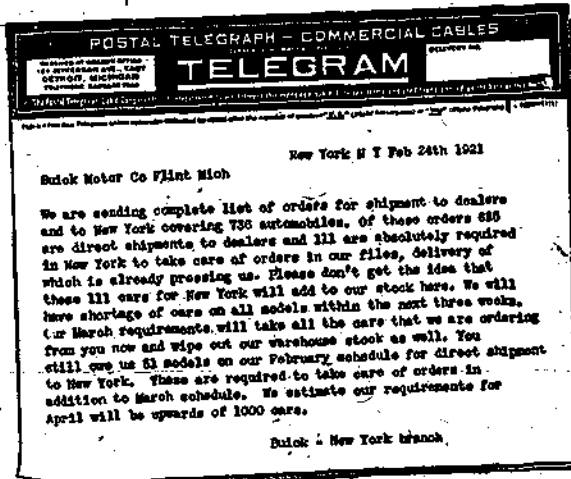 POSTAL TELEGRAPH – COMMERCIAL CABLES
TELEGRAM
DETROIT, MICHIGAN
New York N Y Feb 24th 1921
Buick Motor Co Flint Mich
We are sending complete list of orders for shipment to dealers
and to New York covering 736 automobiles. Of these orders 625
are direct shipments to dealers and 111 are absolutely required
in New York to take care of orders in our files, delivery of
which is already pressing us. Please don't get the idea that
these 111 cars for New York will add to our stock here. We will
have shortage of cars on all models within the next three weeks.
Our March requirements will take all the cars that we are ordering
from you now and wipe out our warehouse stock as well. You
still owe us 51 models on our February schedule for direct shipment
to New York. These are required to take care of orders in
addition to March schedule. We estimate our requirements for
April will be upwards of 1000 cars.
Buick - New York branch